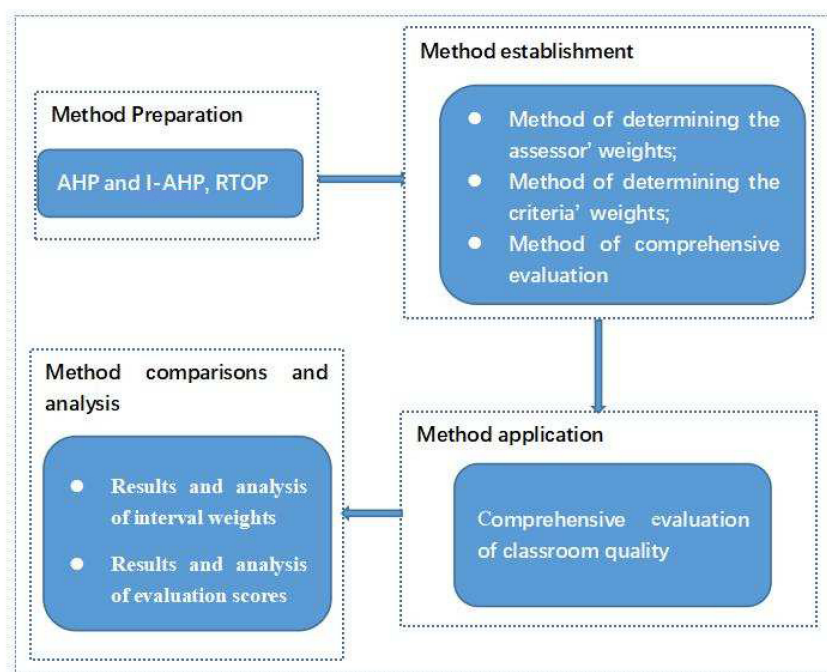 Method Preparation
AHP and I-AHP, RTOP
Method establishment
● Method of determining the
assessor’ weights;
● Method of determining the
criteria’ weights;
● Method of comprehensive
evaluation
Method application
Comprehensive evaluation
of classroom quality
Method comparisons and
analysis
● Results and analysis
of interval weights
● Results and analysis
of evaluation scores